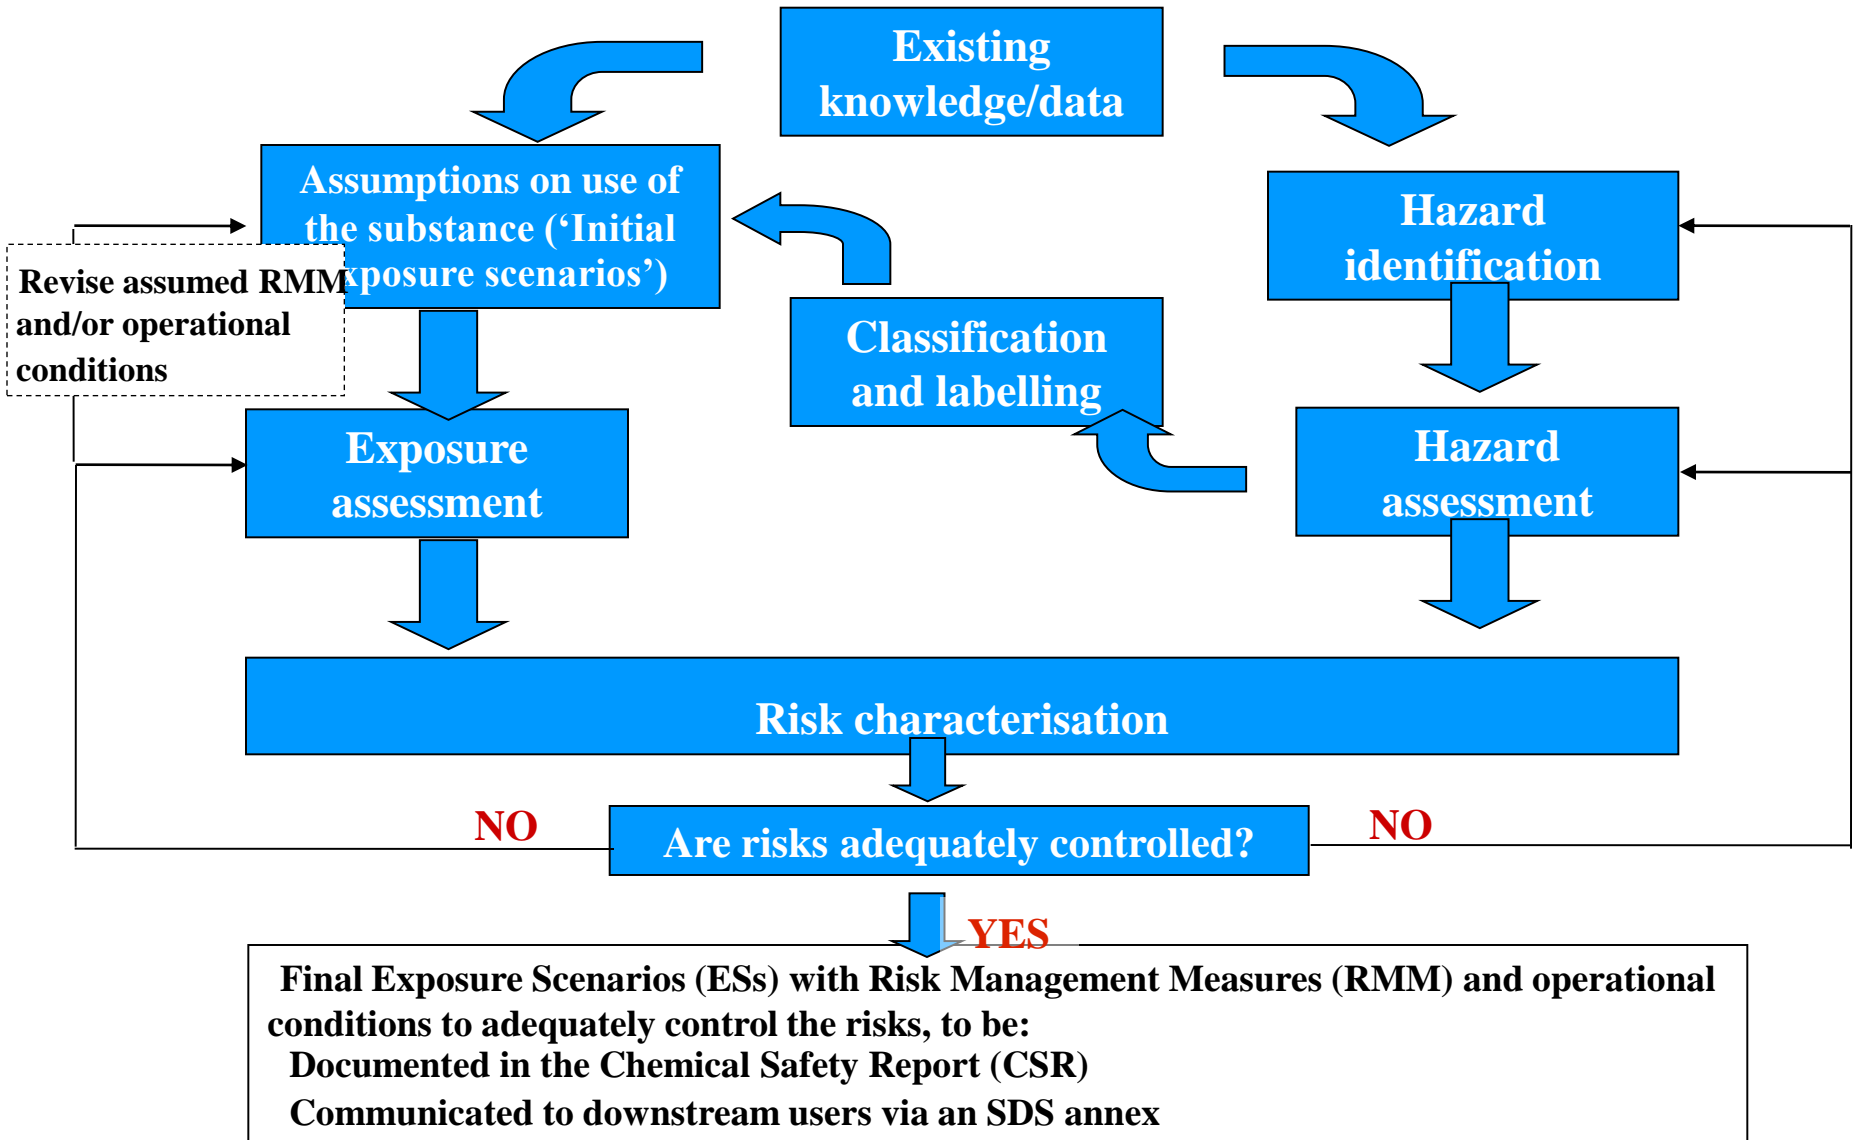 Existing
knowledge/data
Assumptions on use of
the substance (‘Initial
exposure scenarios’)
Hazard
identification
Revise assumed RMM
and/or operational
conditions
Classification
and labelling
Exposure
assessment
Hazard
assessment
Risk characterisation
NO
Are risks adequately controlled?
NO
YES
Final Exposure Scenarios (ESs) with Risk Management Measures (RMM) and operational
conditions to adequately control the risks, to be:
Documented in the Chemical Safety Report (CSR)
Communicated to downstream users via an SDS annex